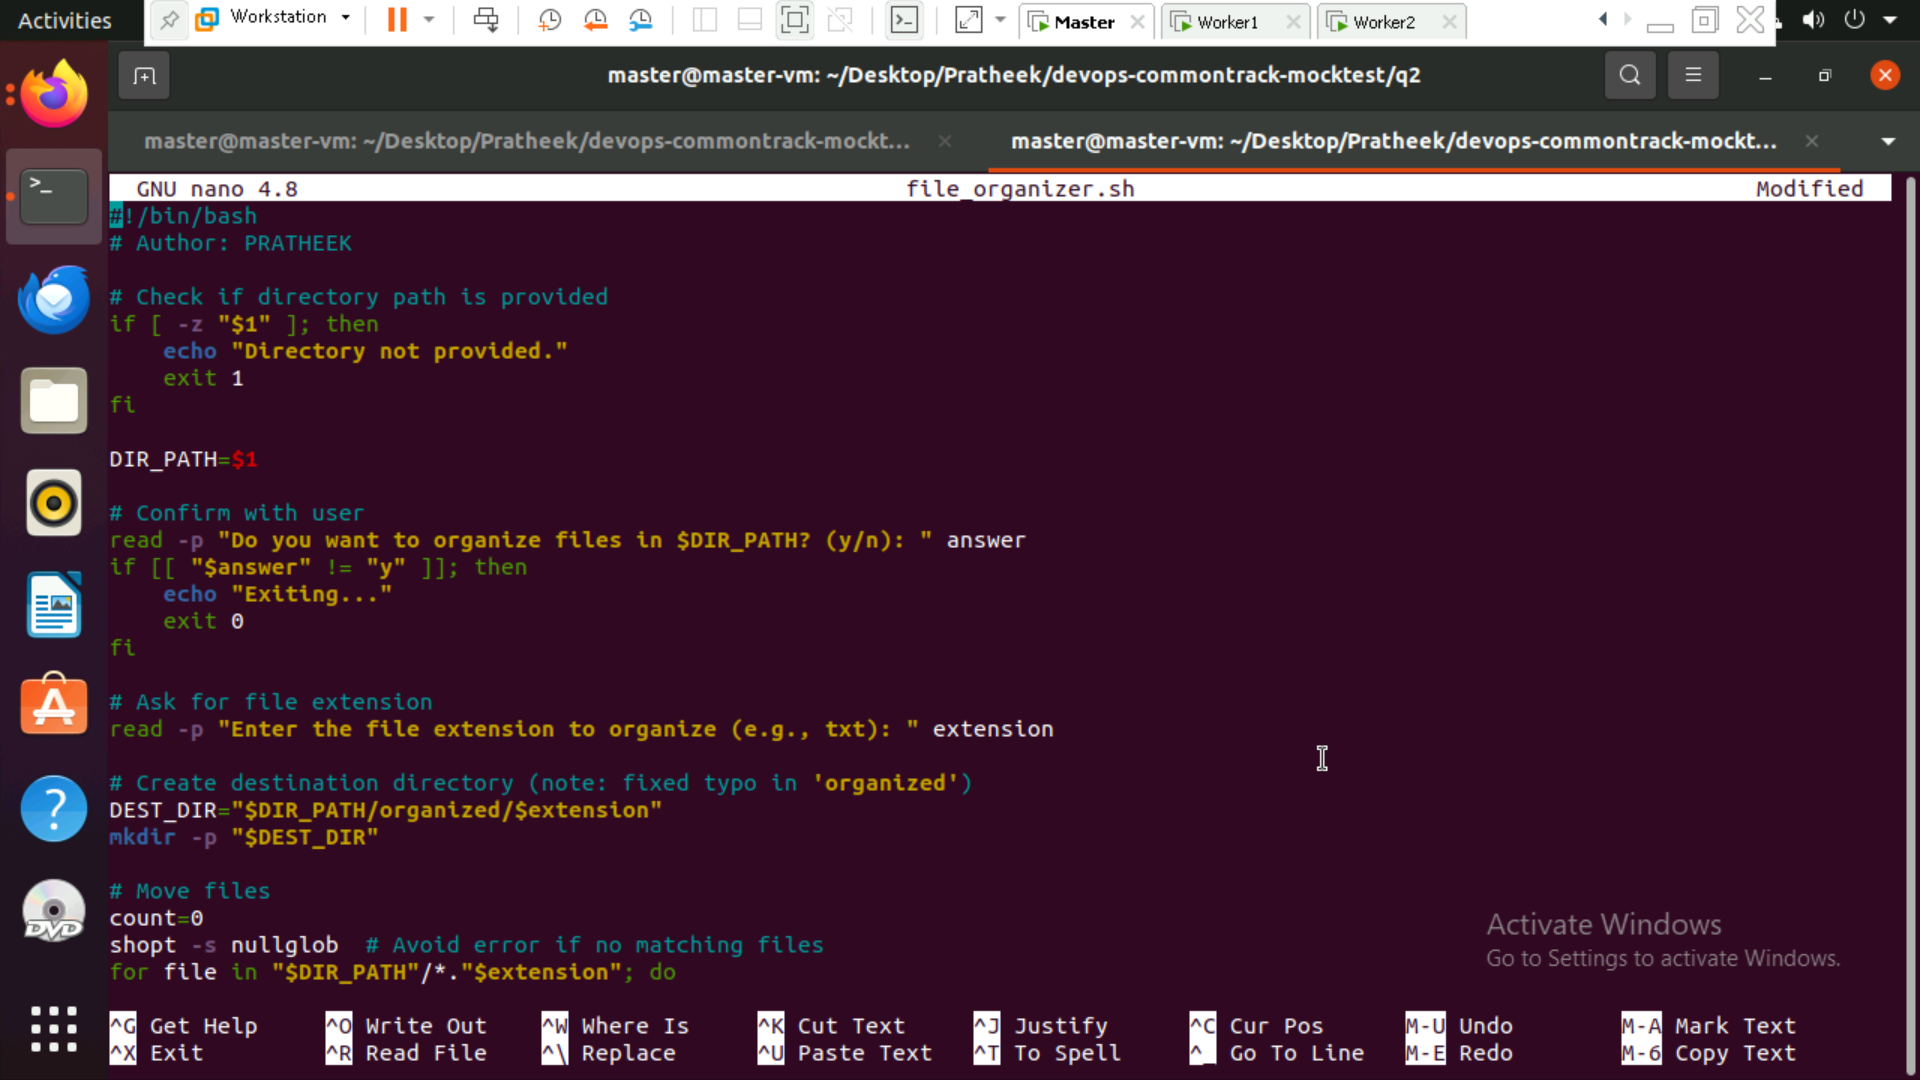 Activities
Workstation
Master
Worker1
Worker2
master@master-vm: ~/Desktop/Pratheek/devops-commontrack-mocktest/q2
master@master-vm: ~/Desktop/Pratheek/devops-commontrack-mockt...
master@master-vm: ~/Desktop/Pratheek/devops-commontrack-mockt...
GNU nano 4.8 file_organizer.sh Modified
#!/bin/bash
# Author: PRATHEEK
# Check if directory path is provided
if [ -z "$1" ]; then
    echo "Directory not provided."
    exit 1
fi
DIR_PATH=$1
# Confirm with user
read -p "Do you want to organize files in $DIR_PATH? (y/n): " answer
if [[ "$answer" != "y" ]]; then
    echo "Exiting..."
    exit 0
fi
# Ask for file extension
read -p "Enter the file extension to organize (e.g., txt): " extension
# Create destination directory (note: fixed typo in 'organized')
DEST_DIR="$DIR_PATH/organized/$extension"
mkdir -p "$DEST_DIR"
# Move files
count=0
shopt -s nullglob  # Avoid error if no matching files
for file in "$DIR_PATH"/*."$extension"; do
Activate Windows
Go to Settings to activate Windows.
^G Get Help ^O Write Out ^W Where Is ^K Cut Text ^J Justify ^C Cur Pos M-U Undo M-A Mark Text
^X Exit ^R Read File ^\ Replace ^U Paste Text ^T To Spell ^_ Go To Line M-E Redo M-6 Copy Text
DVD